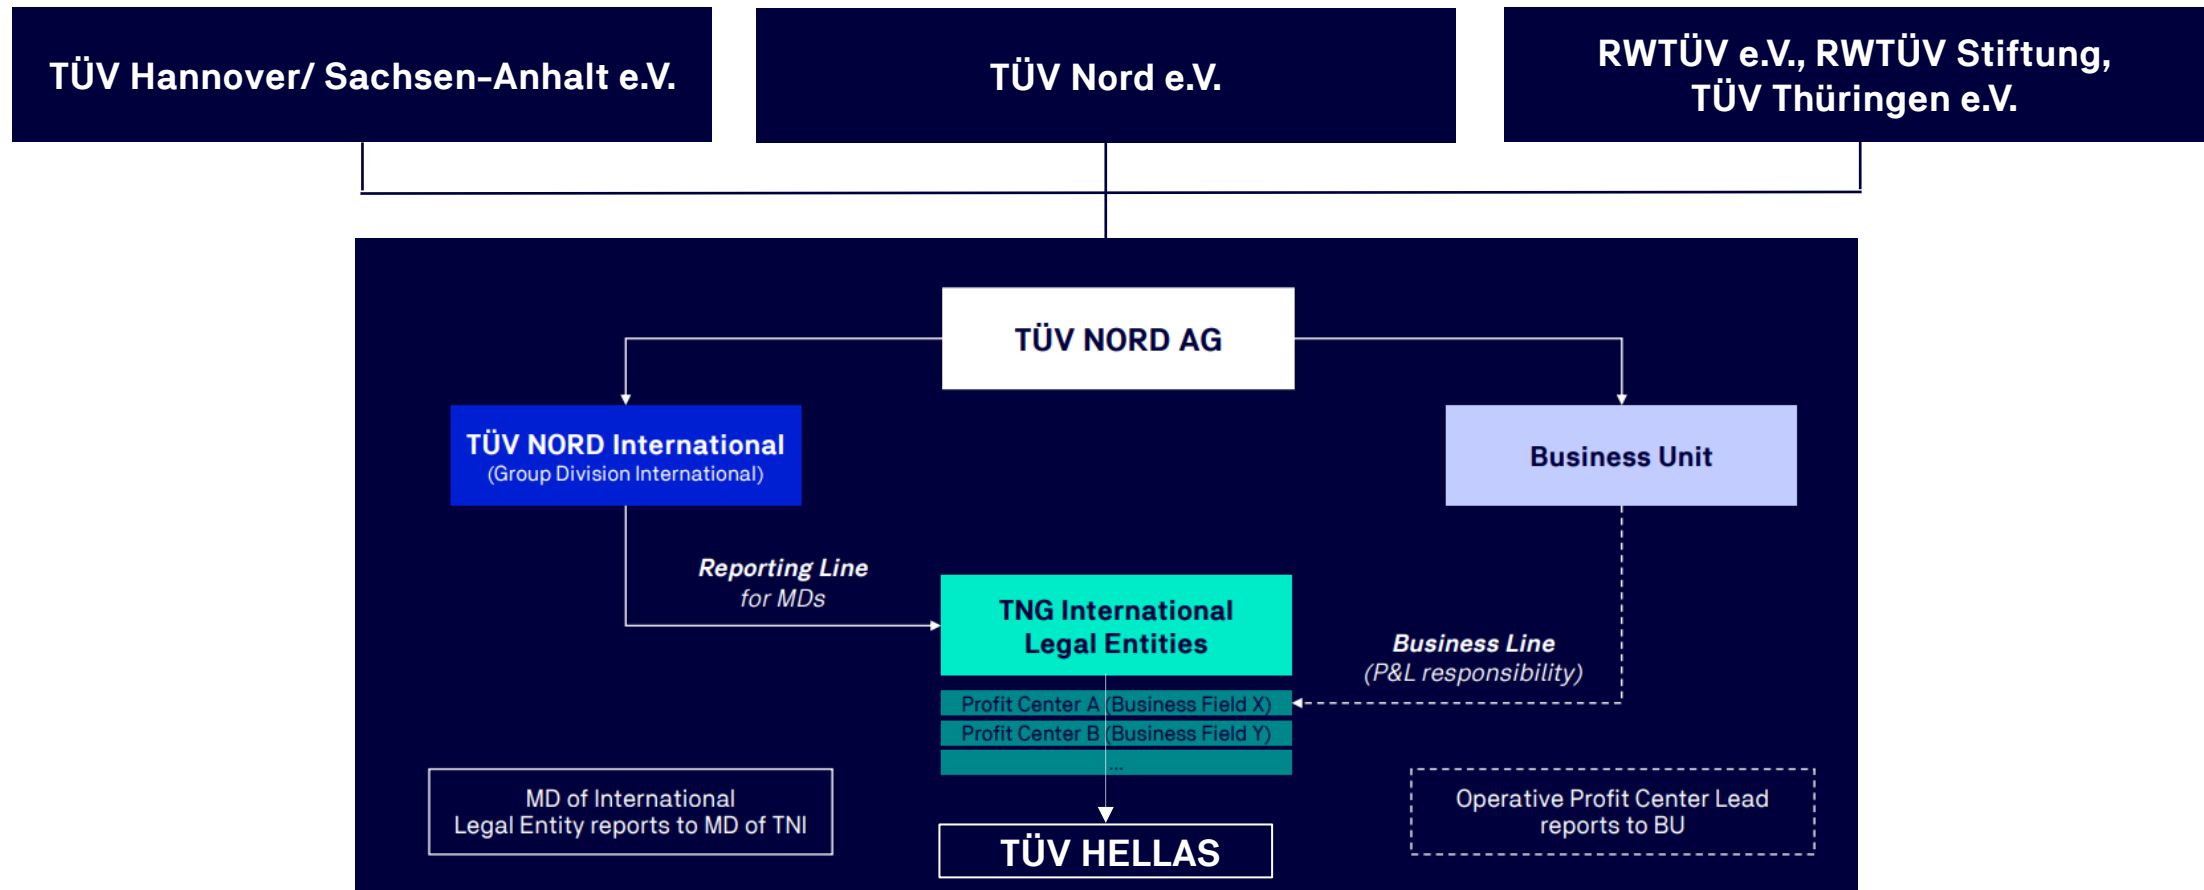 TÜV Hannover/ Sachsen-Anhalt e.V.
TÜV Nord e.V.
RWTÜV e.V., RWTÜV Stiftung,
TÜV Thüringen e.V.
TÜV NORD AG
TÜV NORD International
(Group Division International)
Business Unit
Reporting Line
for MDs
TNG International
Legal Entities
Business Line
(P&L responsibility)
Profit Center A (Business Field X)
Profit Center B (Business Field Y)
...
MD of International
Legal Entity reports to MD of TNI
Operative Profit Center Lead
reports to BU
TÜV HELLAS